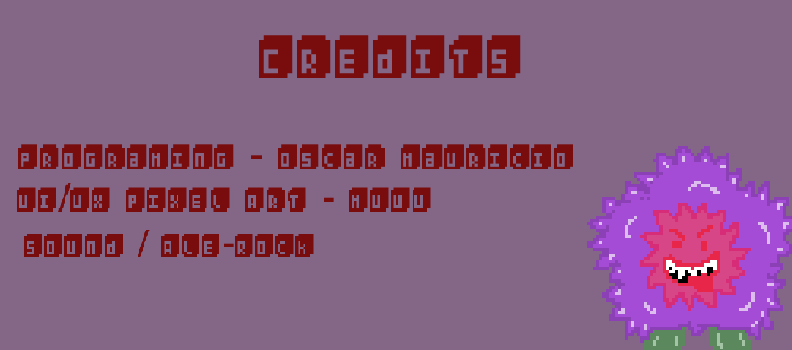 CREdITS
PROGRaMING - OSCaR MaURICIO
UI/UX PIXEL ART - MUUU
SOUNd / ALE-ROCK